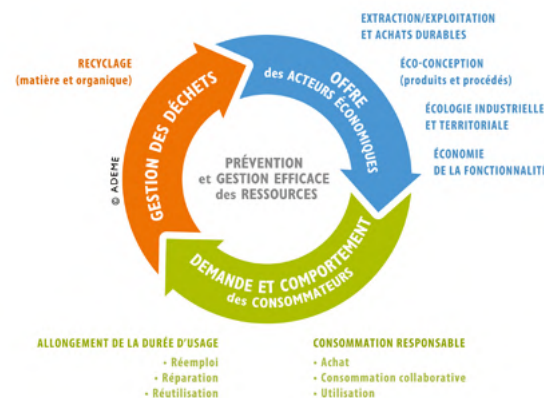 EXTRACTION/EXPLOITATION
ET ACHATS DURABLES
RECYCLAGE
(matière et organique)
ÉCO-CONCEPTION
(produits et procédés)
ÉCOLOGIE INDUSTRIELLE
ET TERRITORIALE
ÉCONOMIE
DE LA FONCTIONNALITÉ
OFFRE
des ACTEURS ÉCONOMIQUES
GESTION DES DÉCHETS
© ADEME
PRÉVENTION
et GESTION EFFICACE
des RESSOURCES
DEMANDE ET COMPORTEMENT
des CONSOMMATEURS
ALLONGEMENT DE LA DURÉE D'USAGE
• Réemploi
• Réparation
• Réutilisation
CONSOMMATION RESPONSABLE
• Achat
• Consommation collaborative
• Utilisation